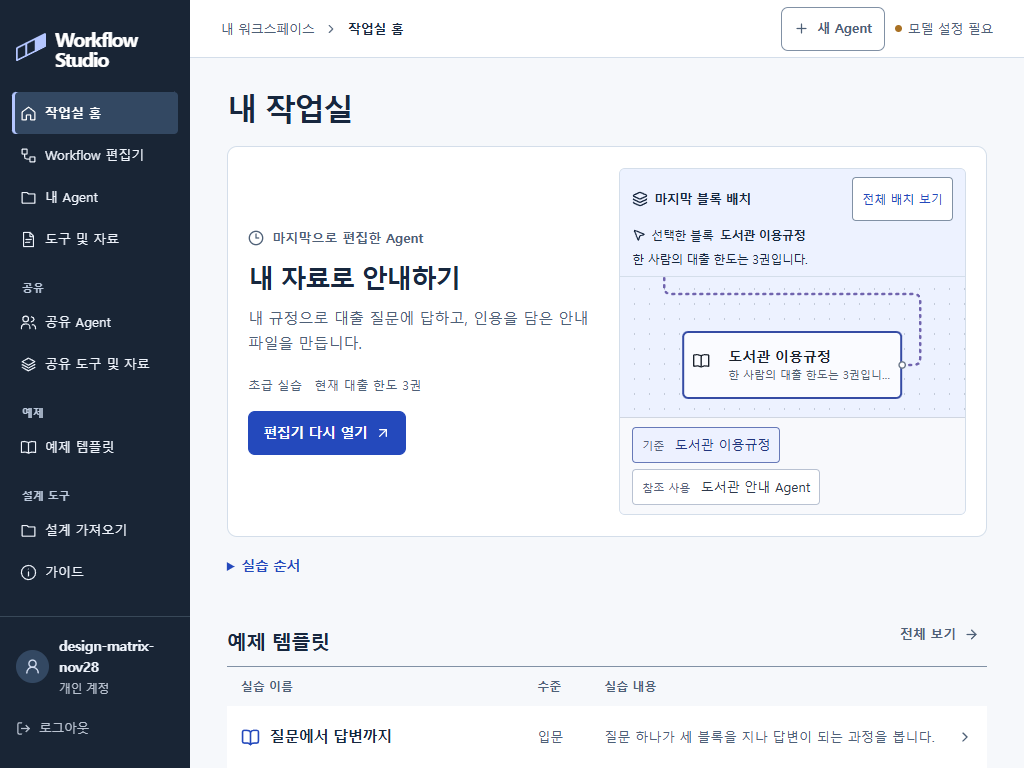 Workflow
Studio
작업실 홈
Workflow 편집기
내 Agent
도구 및 자료
공유
공유 Agent
공유 도구 및 자료
예제
예제 템플릿
설계 도구
설계 가져오기
가이드
design-matrix-
nov28
개인 계정
로그아웃
내 워크스페이스 > 작업실 홈
+ 새 Agent
모델 설정 필요
내 작업실
마지막으로 편집한 Agent
내 자료로 안내하기
내 규정으로 대출 질문에 답하고, 인용을 담은 안내
파일을 만듭니다.
초급 실습 현재 대출 한도 3권
편집기 다시 열기
마지막 블록 배치
전체 배치 보기
선택한 블록 도서관 이용규정
한 사람의 대출 한도는 3권입니다.
도서관 이용규정
한 사람의 대출 한도는 3권입니...
기준 도서관 이용규정
참조 사용 도서관 안내 Agent
실습 순서
예제 템플릿
전체 보기
실습 이름 수준 실습 내용
질문에서 답변까지 입문 질문 하나가 세 블록을 지나 답변이 되는 과정을 봅니다.